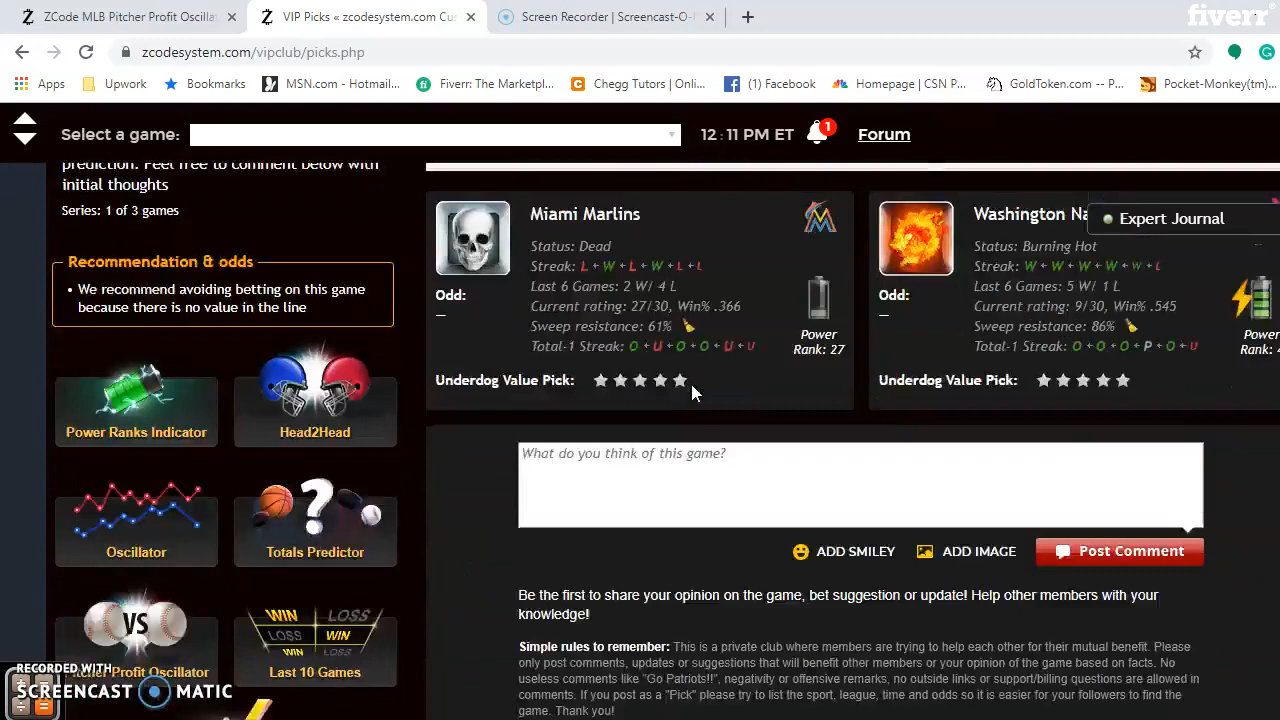 fiverr
ZCode MLB Pitcher Profit Oscillat
VIP Picks « zcodesystem.com Cus
Screen Recorder | Screencast-O-
zcodesystem.com/vipclub/picks.php
Apps
Upwork
Bookmarks
MSN.com - Hotmail...
Fiverr: The Marketpl...
Chegg Tutors | Onli...
(1) Facebook
Homepage | CSN P...
GoldToken.com -- P...
Pocket-Monkey(tm)...
Select a game:
12:11 PM ET
1
Forum
prediction. Feel free to comment below with
initial thoughts
Series: 1 of 3 games
Recommendation & odds
• We recommend avoiding betting on this game
because there is no value in the line
Power Ranks Indicator
Head2Head
Oscillator
Totals Predictor
VS
Profit Oscillator
WIN LOSS
LOSS WIN
WIN LOSS
Last 10 Games
RECORDED WITH
SCREENCAST MATIC
Miami Marlins
Status: Dead
Streak: L W L W L L
Last 6 Games: 2 W/ 4 L
Current rating: 27/30, Win% .366
Sweep resistance: 61%
Total-1 Streak: O U O O U U
Odd:
—
Power
Rank: 27
Underdog Value Pick:
Washington Na
Expert Journal
Status: Burning Hot
Streak: W W W W W L
Last 6 Games: 5 W/ 1 L
Current rating: 9/30, Win% .545
Sweep resistance: 86%
Total-1 Streak: O O O P O U
Odd:
—
Power
Rank:
Underdog Value Pick:
What do you think of this game?
ADD SMILEY
ADD IMAGE
Post Comment
Be the first to share your opinion on the game, bet suggestion or update! Help other members with your
knowledge!
Simple rules to remember: This is a private club where members are trying to help each other for their mutual benefit. Please
only post comments, updates or suggestions that will benefit other members or your opinion of the game based on facts. No
useless comments like "Go Patriots!!", negativity or offensive remarks, no outside links or support/billing questions are allowed in
comments. If you post as a "Pick" please try to list the sport, league, time and odds so it is easier for your followers to find the
game. Thank you!